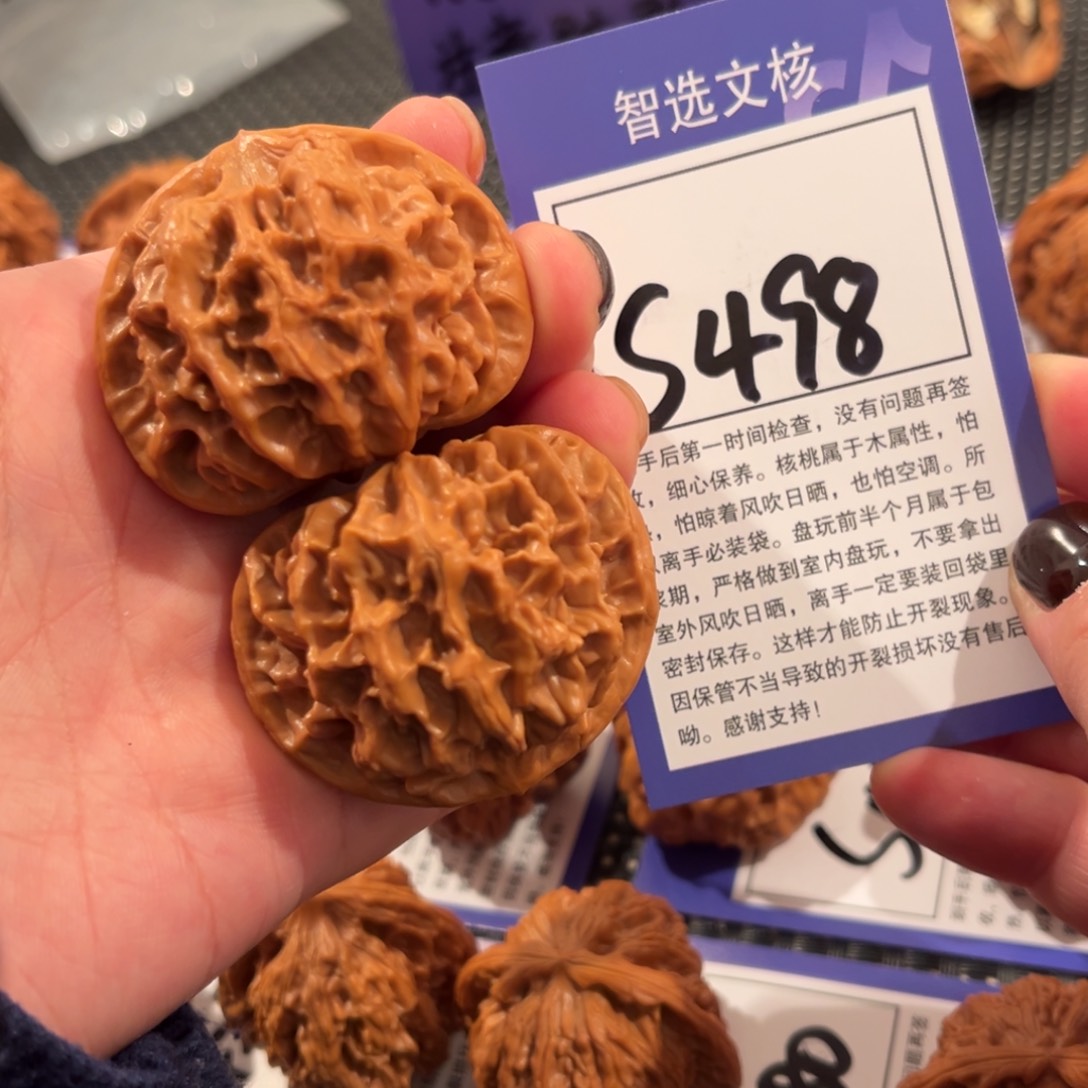 智选文核
S498
手后第一时间检查，没有问题再签
，细心保养。核桃属于木属性，怕
，怕晾着风吹日晒，也怕空调。所
离手必装袋。盘玩前半个月属于包
期，严格做到室内盘玩，不要拿出
室外风吹日晒，离手一定要装回袋里
密封保存。这样才能防止开裂现象。
因保管不当导致的开裂损坏没有售后
呦。感谢支持！